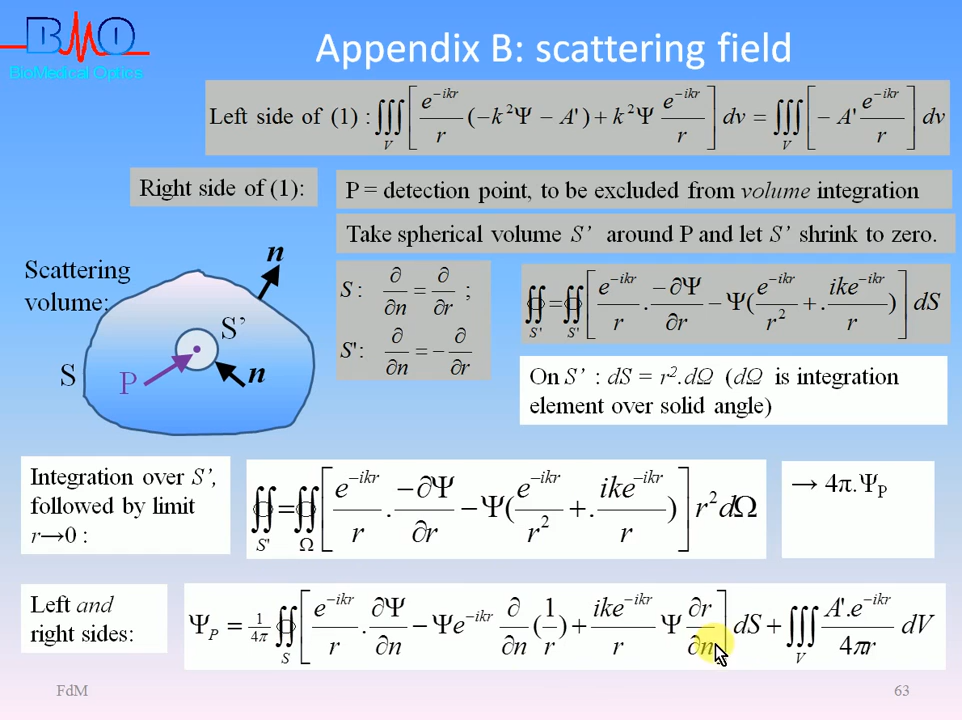 BMO
BioMedical Optics
Appendix B: scattering field
Left side of (1) : ∭_V [ e^{-ikr}/r (−k²Ψ − A') + k²Ψ e^{-ikr}/r ] dv = ∭_V [ − A' e^{-ikr}/r ] dv
Right side of (1):
P = detection point, to be excluded from volume integration
Take spherical volume S’ around P and let S’ shrink to zero.
Scattering
volume;
n
S’
n
S
P
S : ∂/∂n = ∂/∂r ;
S': ∂/∂n = − ∂/∂r
∯_{S'} = ∯_{S'} [ e^{-ikr}/r . −∂Ψ/∂r − Ψ( e^{-ikr}/r² + . ike^{-ikr}/r ) ] dS
On S’ : dS = r².dΩ (dΩ is integration
element over solid angle)
Integration over S’,
followed by limit
r→0 :
∯_{S'} = ∯_Ω [ e^{-ikr}/r . −∂Ψ/∂r − Ψ( e^{-ikr}/r² + . ike^{-ikr}/r ) ] r² dΩ
→ 4π.Ψ_P
Left and
right sides:
Ψ_P = 1/4π ∯_S [ e^{-ikr}/r . ∂Ψ/∂n − Ψe^{-ikr} ∂/∂n (1/r) + ike^{-ikr}/r Ψ ∂r/∂n ] dS + ∭_V A'.e^{-ikr}/4πr dV
FdM
63